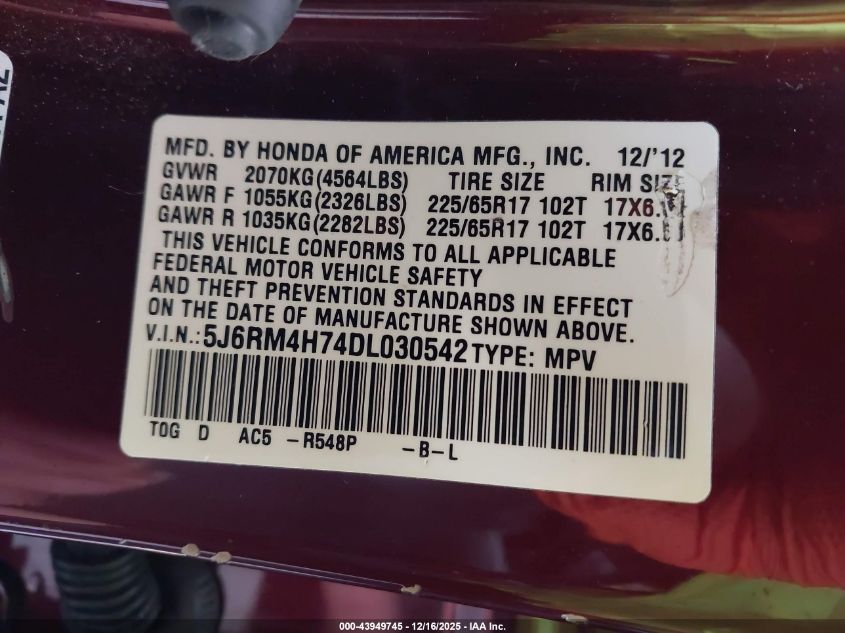 MFD. BY HONDA OF AMERICA MFG., INC. 12/'12
GVWR 2070KG(4564LBS) TIRE SIZE RIM SIZE
GAWR F 1055KG(2326LBS) 225/65R17 102T 17X6.
GAWR R 1035KG(2282LBS) 225/65R17 102T 17X6.
THIS VEHICLE CONFORMS TO ALL APPLICABLE
FEDERAL MOTOR VEHICLE SAFETY
AND THEFT PREVENTION STANDARDS IN EFFECT
ON THE DATE OF MANUFACTURE SHOWN ABOVE.
V.I.N.:5J6RM4H74DL030542 TYPE: MPV
TOG D AC5 -R548P -B-L
000-43949745 - 12/16/2025 - IAA Inc.